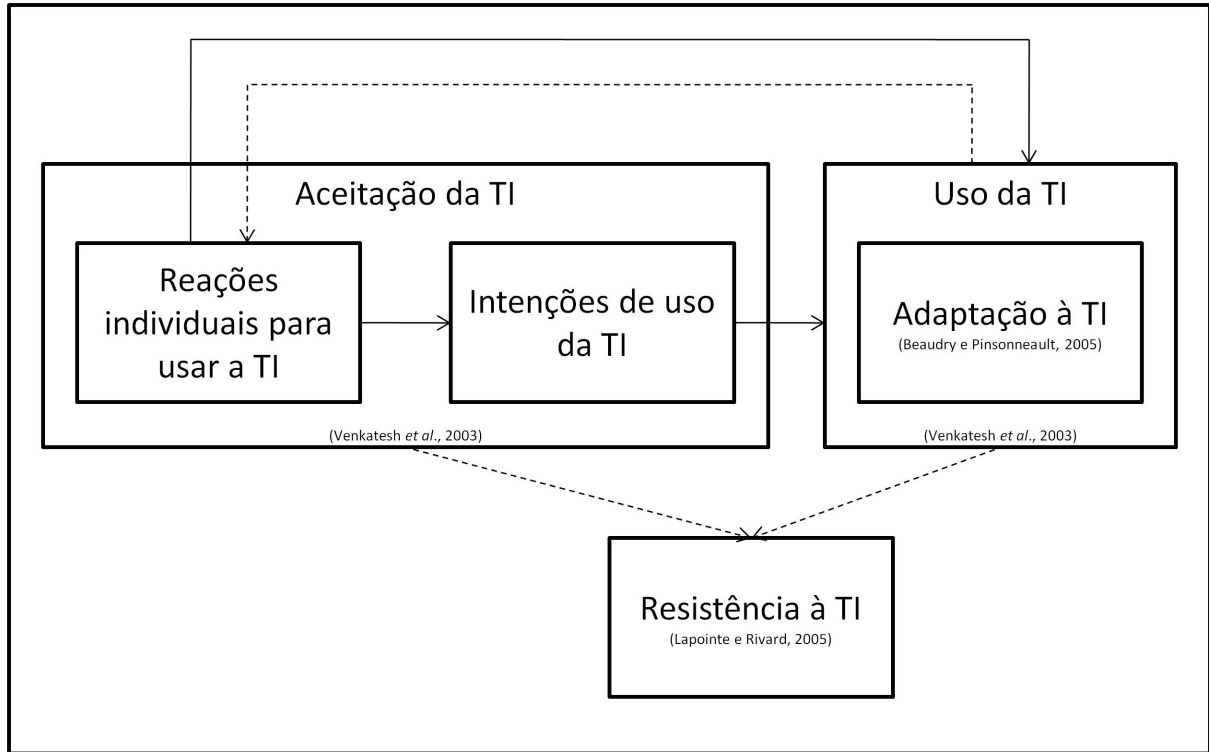 Aceitação da TI
Reações
individuais para
usar a TI
Intenções de uso
da TI
(Venkatesh et al., 2003)
Uso da TI
Adaptação à TI
(Beaudry e Pinsonneault, 2005)
(Venkatesh et al., 2003)
Resistência à TI
(Lapointe e Rivard, 2005)